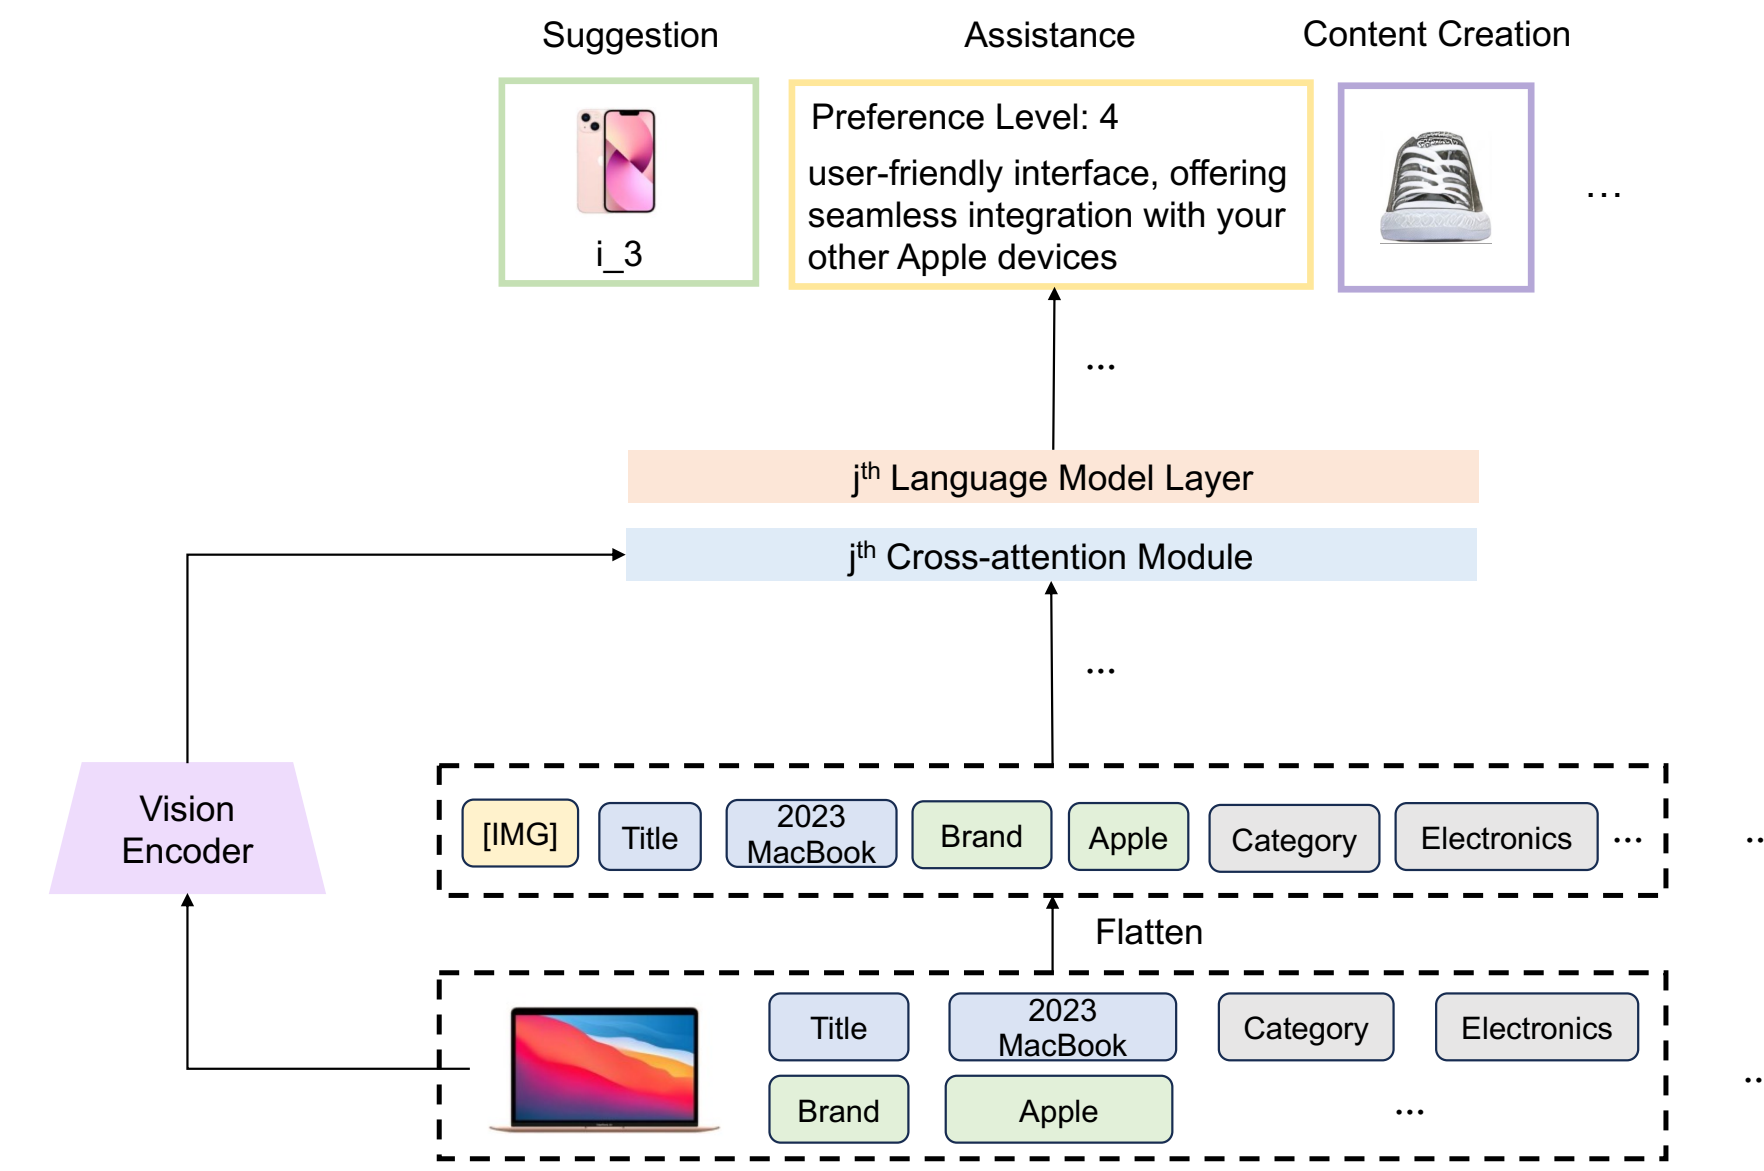 Suggestion
Assistance
Content Creation
i_3
Preference Level: 4
user-friendly interface, offering
seamless integration with your
other Apple devices
...
...
jth Language Model Layer
jth Cross-attention Module
...
Vision
Encoder
[IMG]
Title
2023
MacBook
Brand
Apple
Category
Electronics
...
..
Flatten
Title
2023
MacBook
Category
Electronics
Brand
Apple
...
..